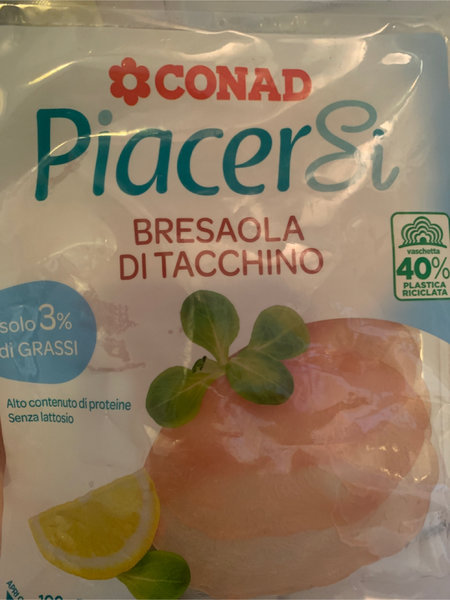 CONAD
PiacerSi
BRESAOLA
DI TACCHINO
vaschetta
40%
PLASTICA
RICICLATA
solo 3%
di GRASSI
Alto contenuto di proteine
Senza lattosio
APRI